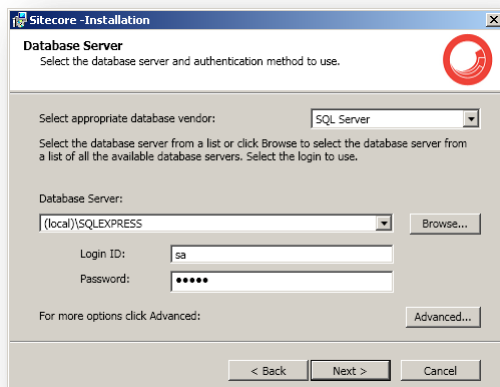 Sitecore -Installation
Database Server
Select the database server and authentication method to use.
Select appropriate database vendor:
SQL Server
Select the database server from a list or click Browse to select the database server from
a list of all the available database servers. Select the login to use.
Database Server:
(local)\SQLEXPRESS
Browse...
Login ID:
sa
Password:
•••••
For more options click Advanced:
Advanced...
< Back
Next >
Cancel